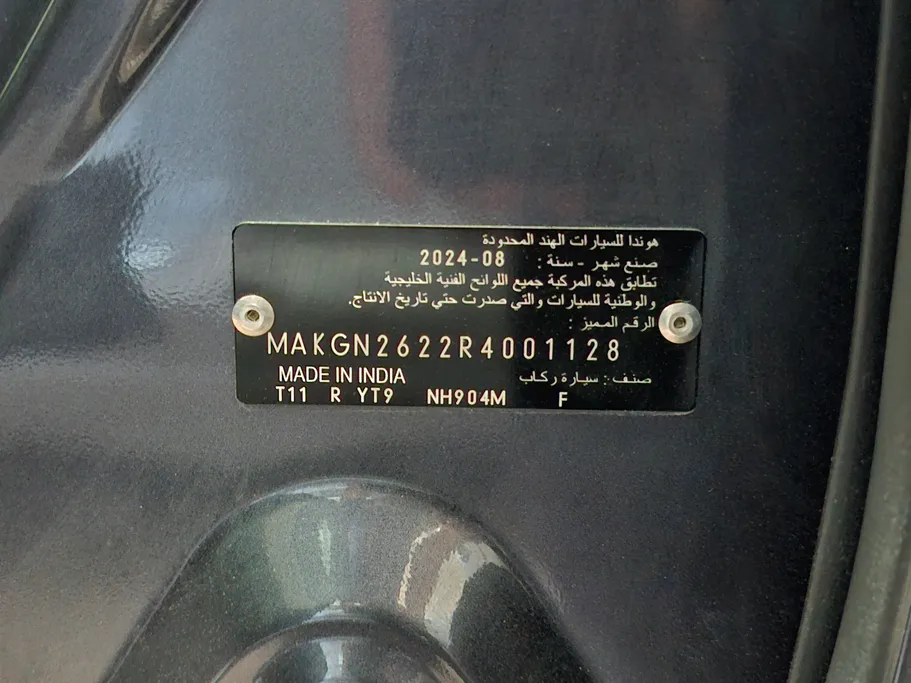 هوندا للسيارات الهند المحدودة
صنع شهر - سنة : 2024-08
تطابق هذه المركبة جميع اللوائح الفنية الخليجية
والوطنية للسيارات والتي صدرت حتي تاريخ الانتاج.
الرقم المميز :
MAKGN2622R4001128
MADE IN INDIA صنف : سيارة ركاب
T11 R YT9 NH904M F